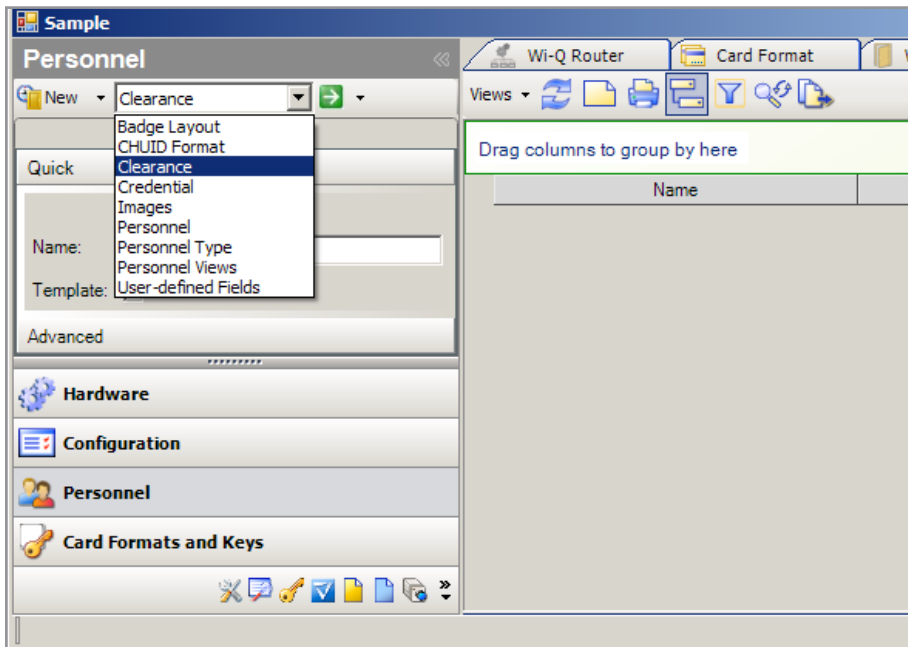 Sample
Personnel
New
Clearance
Badge Layout
CHUID Format
Clearance
Credential
Images
Personnel
Personnel Type
Personnel Views
User-defined Fields
Quick
Name:
Template:
Advanced
Hardware
Configuration
Personnel
Card Formats and Keys
Wi-Q Router
Card Format
Views
Drag columns to group by here
Name